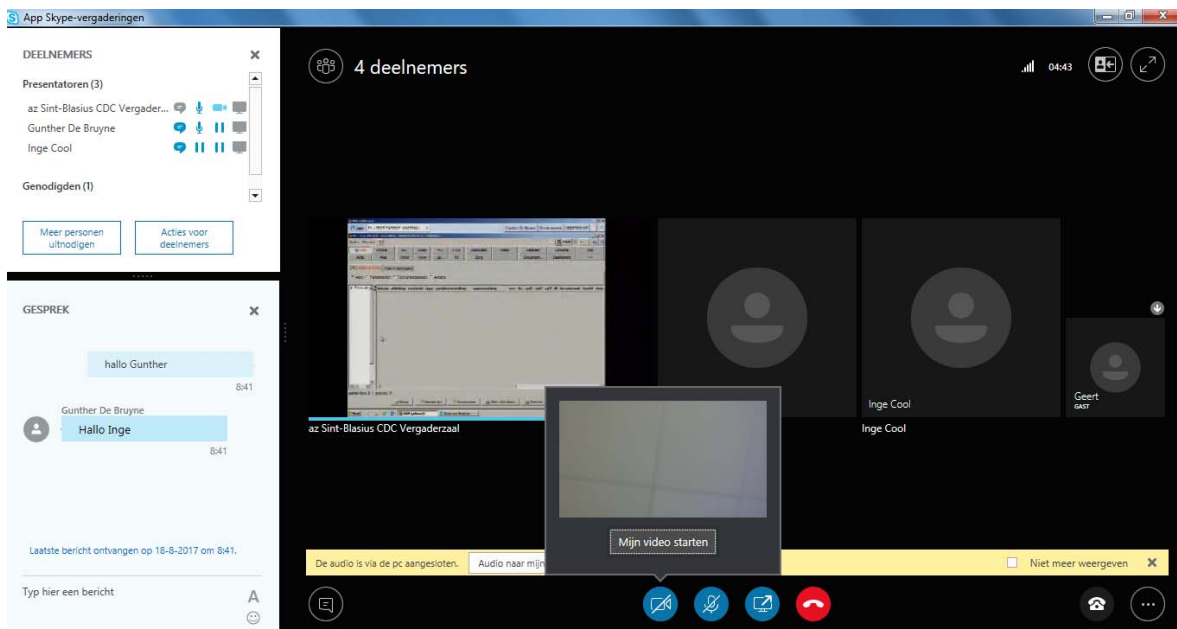 App Skype-vergaderingen
DEELNEMERS
Presentatoren (3)
az Sint-Blasius CDC Vergader...
Gunther De Bruyne
Inge Cool
Genodigden (1)
Meer personen
uitnodigen
Acties voor
deelnemers
GESPREK
hallo Gunther
8:41
Gunther De Bruyne
Hallo Inge
8:41
Laatste bericht ontvangen op 18-8-2017 om 8:41.
Typ hier een bericht
A
4 deelnemers
04:43
az Sint-Blasius CDC Vergaderzaal
Inge Cool
Inge Cool
Geert
GAST
Mijn video starten
De audio is via de pc aangesloten.
Audio naar mijn
Niet meer weergeven